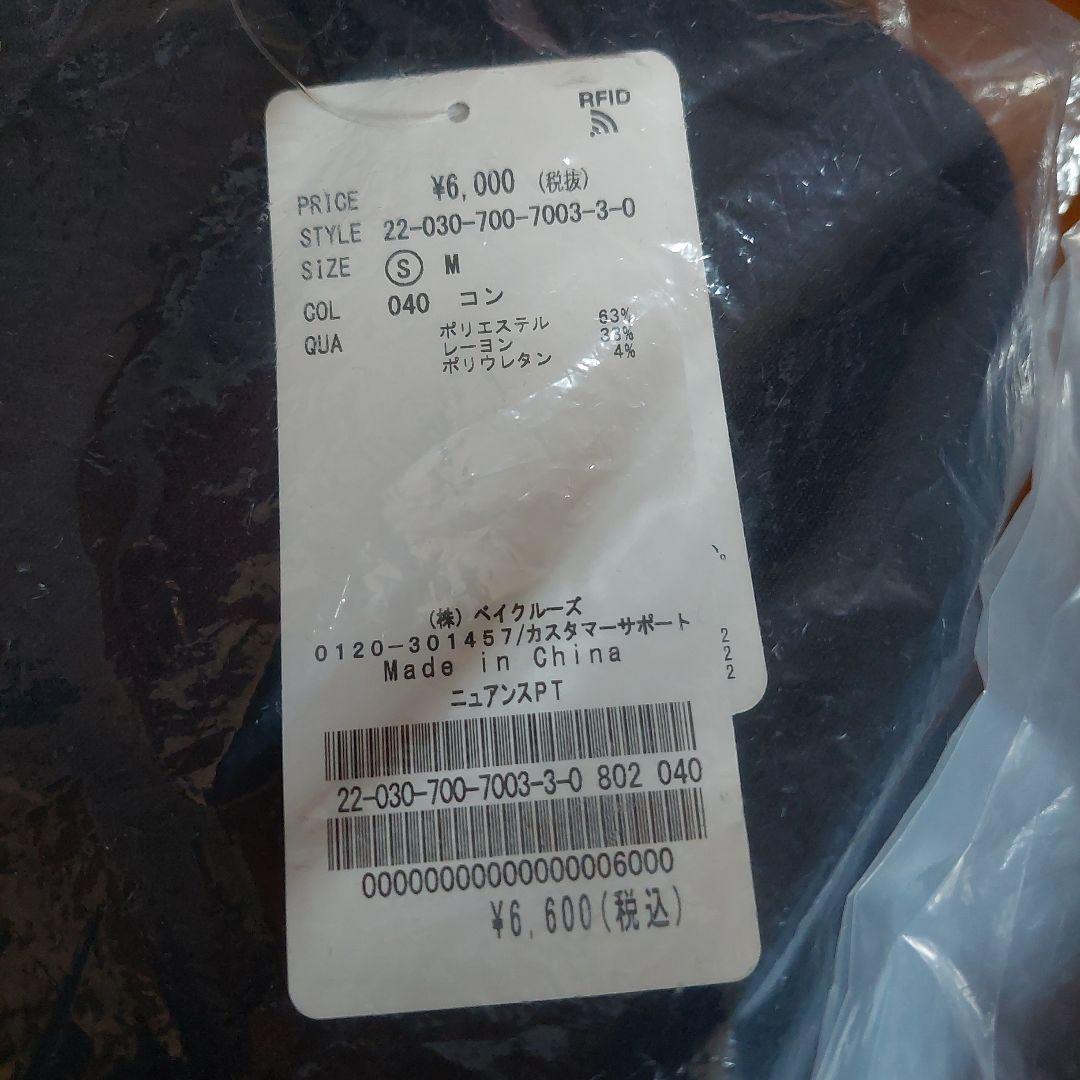 RFID
PRICE ¥6,000 (税抜)
STYLE 22-030-700-7003-3-0
SIZE Ⓢ M
COL 040 コン
QUA ポリエステル 63%
レーヨン 33%
ポリウレタン 4%
(株) ベイクルーズ
0120-301457/カスタマーサポート
Made in China
ニュアンスPT
22-030-700-7003-3-0 802 040
00000000000000006000
¥6,600(税込)
2
2
2